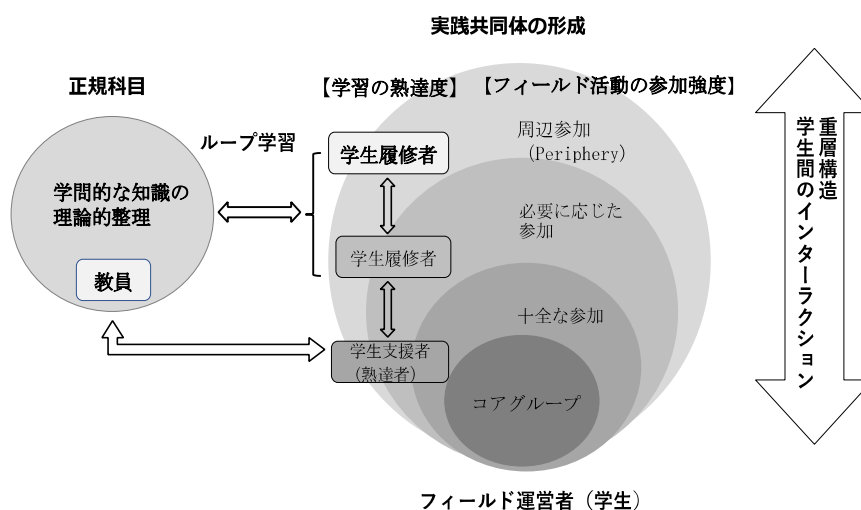 実践共同体の形成
正規科目
【学習の熟達度】
【フィールド活動の参加強度】
ループ学習
学問的な知識の
理論的整理
教員
学生履修者
学生履修者
学生支援者
（熟達者）
周辺参加
（Periphery）
必要に応じた
参加
十全な参加
コアグループ
重層構造
学生間のインターラクション
フィールド運営者（学生）